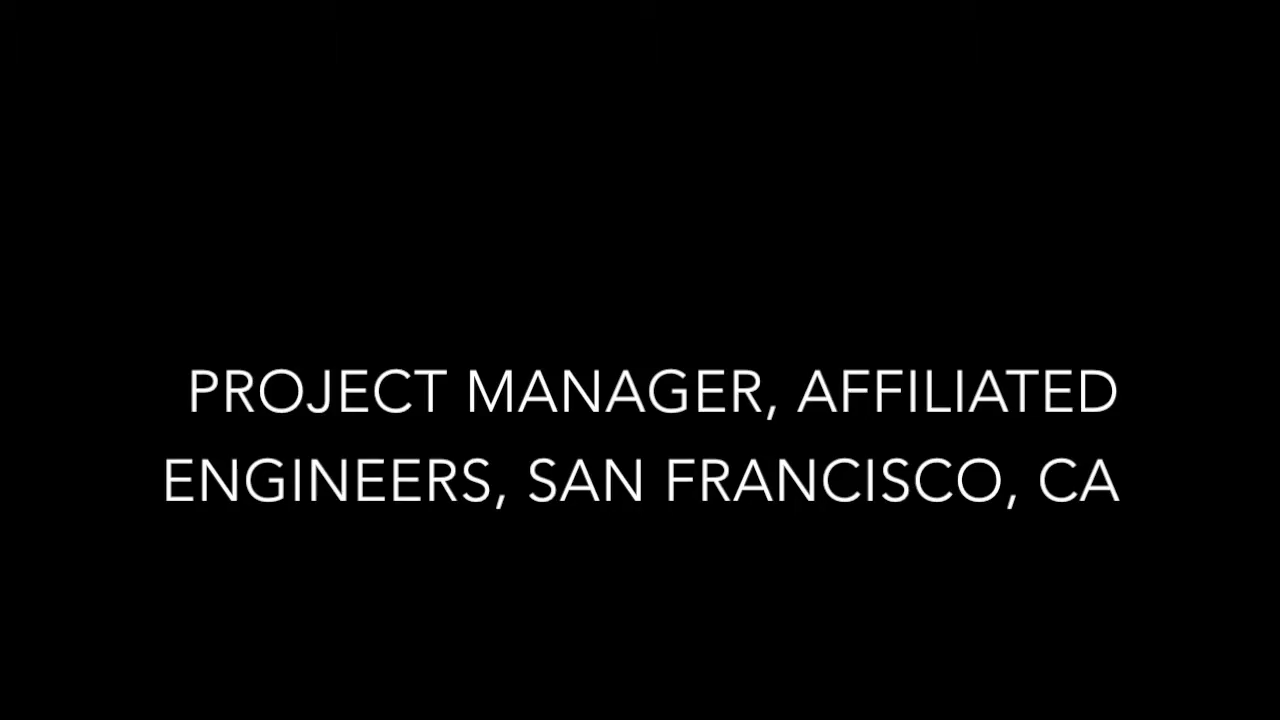 PROJECT MANAGER, AFFILIATED
ENGINEERS, SAN FRANCISCO, CA